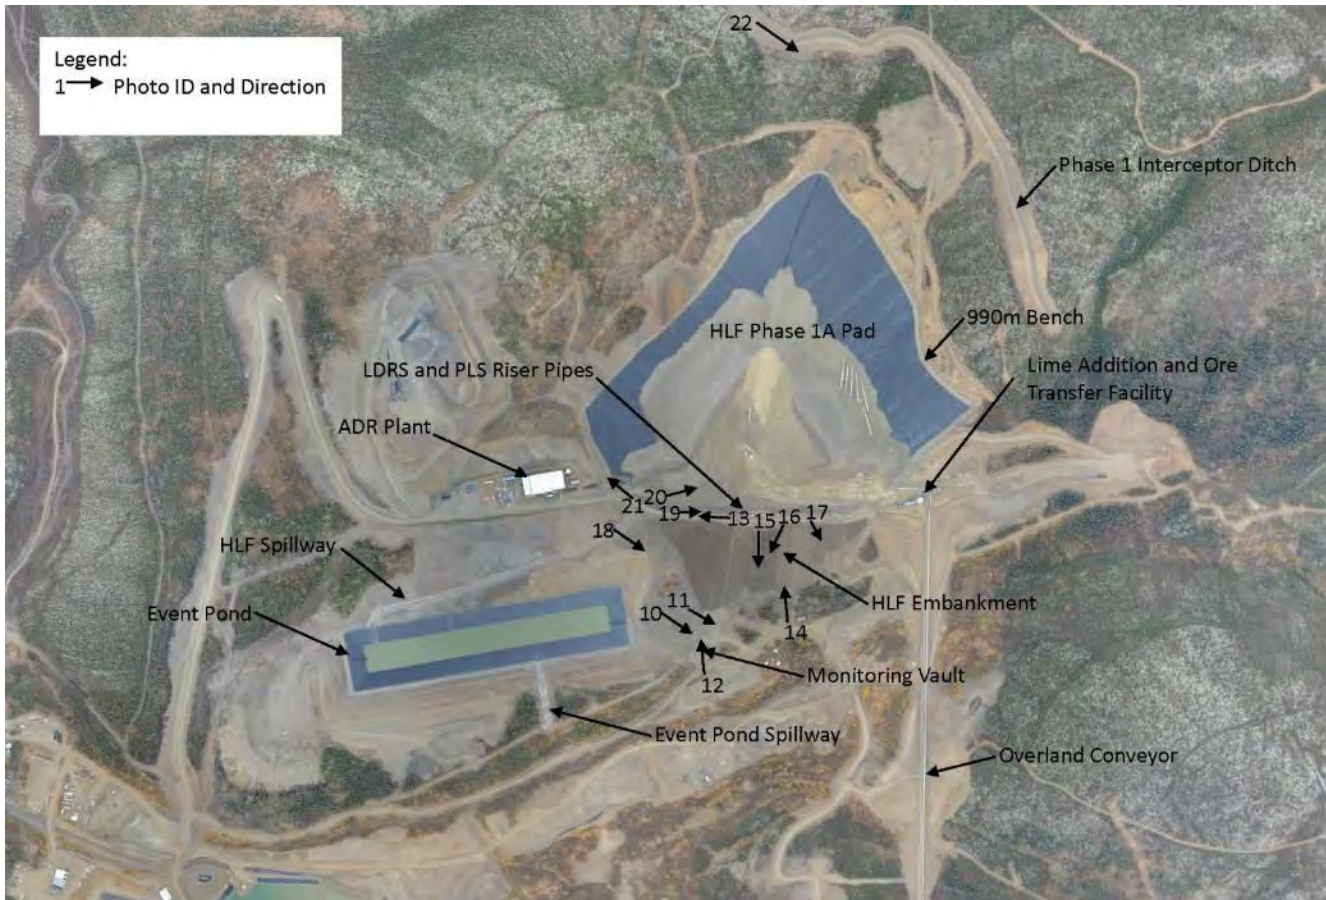 22
Legend:
1 Photo ID and Direction
Phase 1 Interceptor Ditch
990m Bench
HLF Phase 1A Pad
Lime Addition and Ore
Transfer Facility
LDRS and PLS Riser Pipes
ADR Plant
21
20
19
13
15
16
17
18
HLF Spillway
Event Pond
11
10
HLF Embankment
14
Monitoring Vault
12
Event Pond Spillway
Overland Conveyor